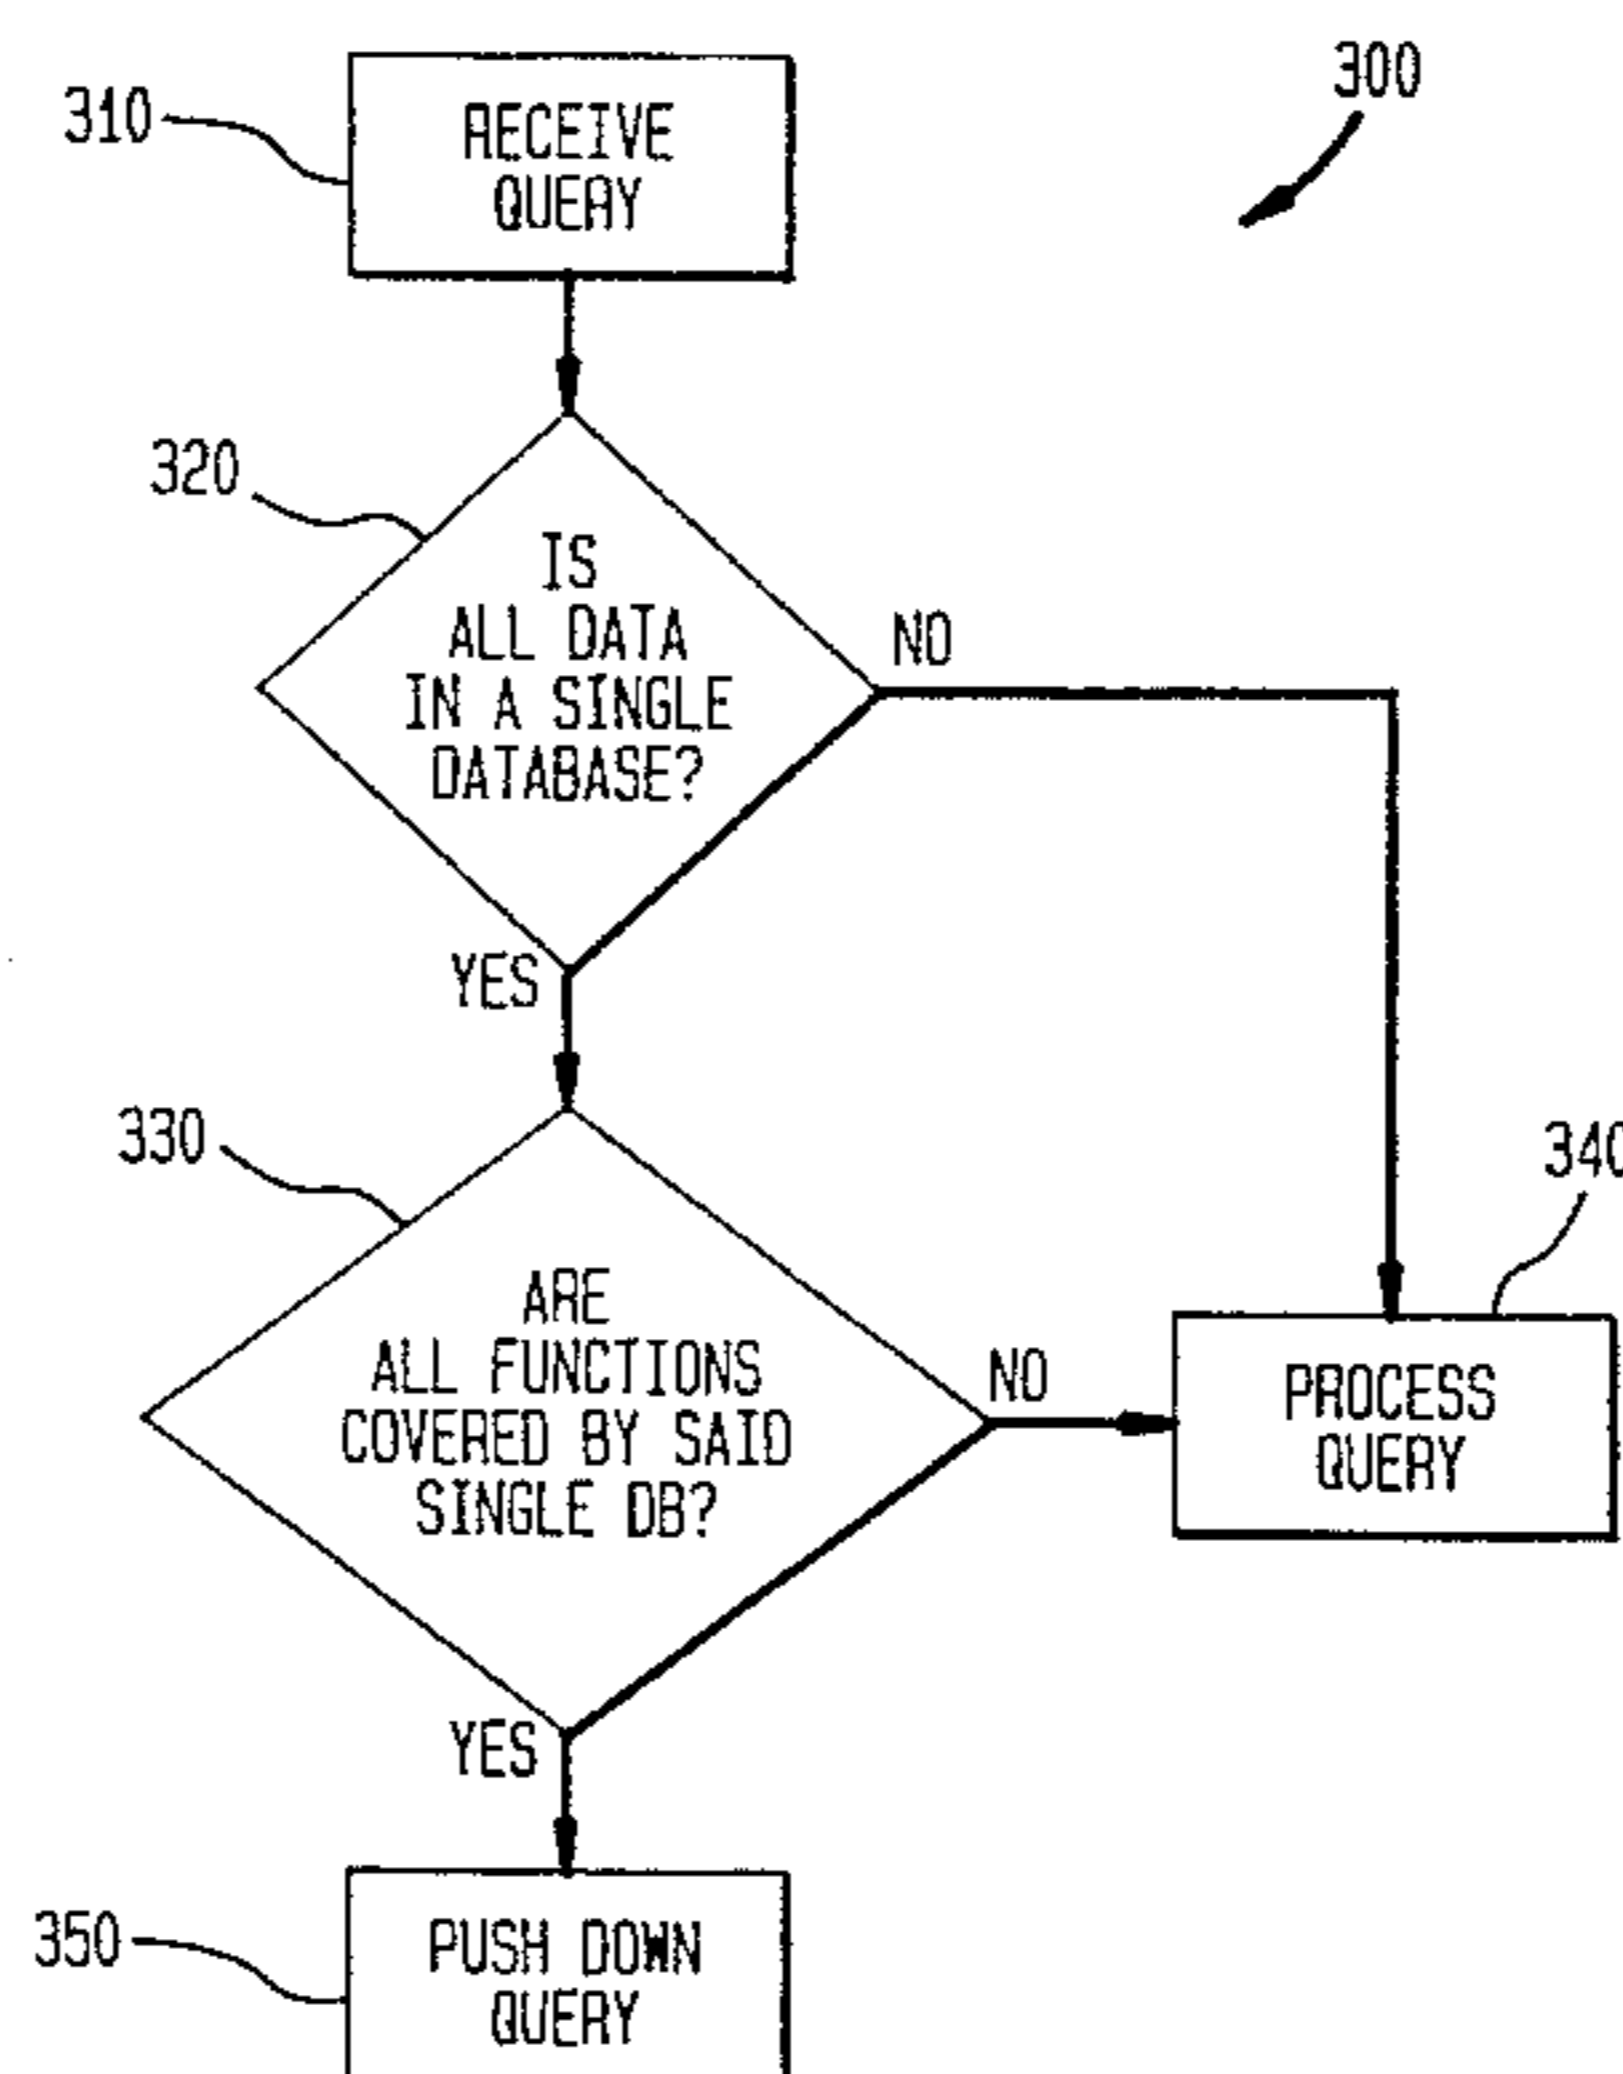 300
310
RECEIVE
QUERY
320
IS
ALL DATA
IN A SINGLE
DATABASE?
NO
YES
330
ARE
ALL FUNCTIONS
COVERED BY SAID
SINGLE DB?
NO
340
PROCESS
QUERY
YES
350
PUSH DOWN
QUERY